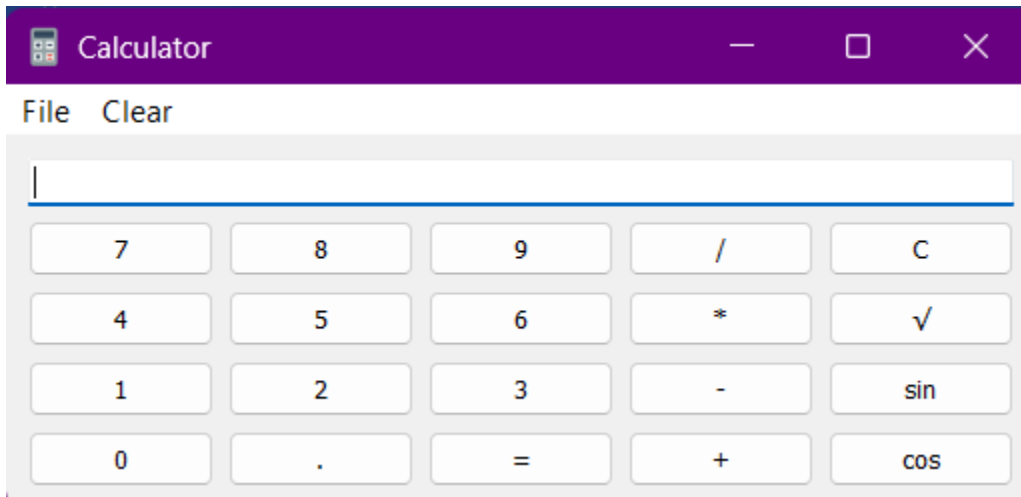 Calculator
File Clear
7 8 9 / C
4 5 6 * √
1 2 3 - sin
0 . = + cos